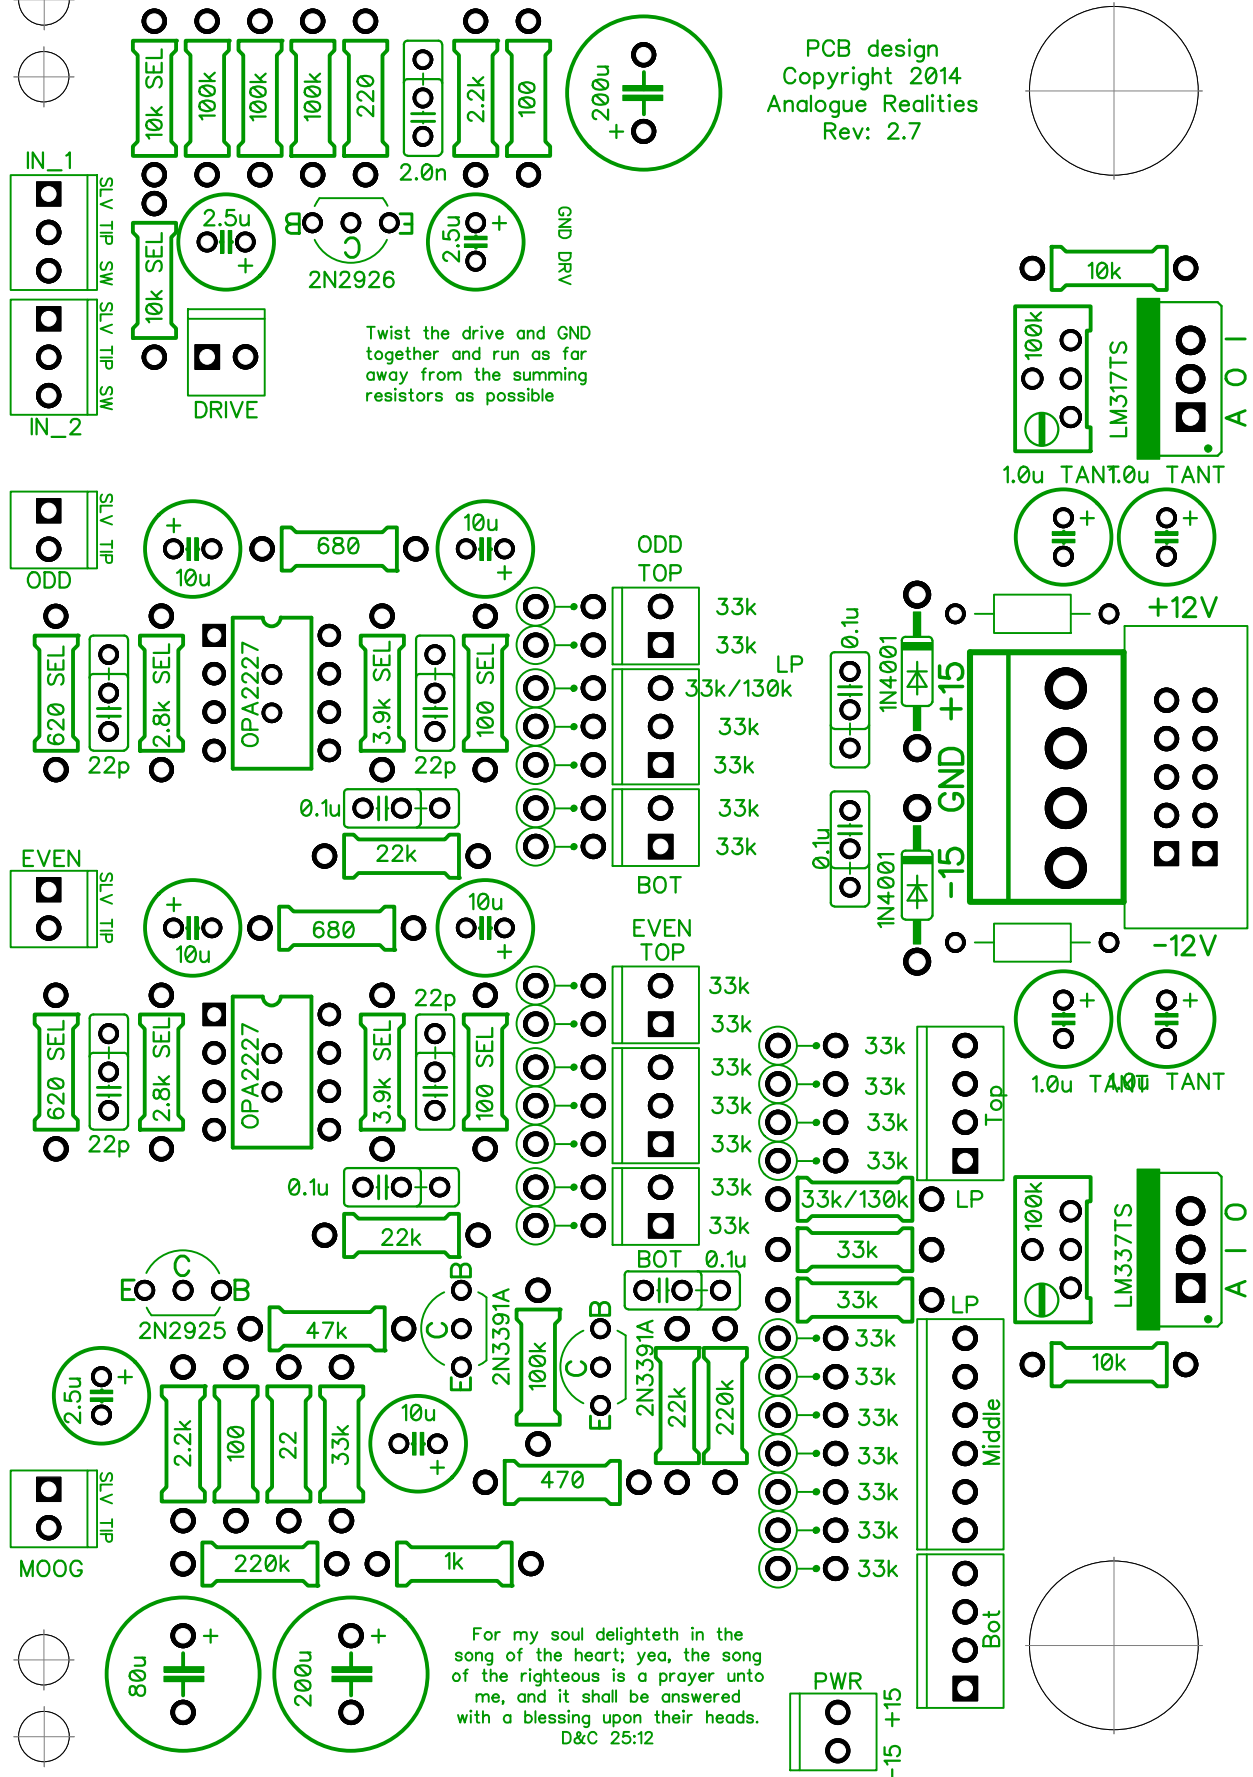 PCB design
Copyright 2014
Analogue Realities
Rev: 2.7
10k SEL
100k
100k
100k
220
2.0n
2.2k
100
200u
+
IN_1
SLV TIP SW
10k SEL
2.5u
+
B
C
E
2N2926
2.5u
+
GND DRV
SLV TIP SW
IN_2
DRIVE
Twist the drive and GND
together and run as far
away from the summing
resistors as possible
10k
100k
LM317TS
A O I
1.0u TANT
1.0u TANT
+
+
SLV TIP
ODD
+
10u
680
10u
+
ODD
TOP
33k
33k
LP
33k/130k
33k
33k
33k
33k
BOT
620 SEL
22p
2.8k SEL
OPA2227
3.9k SEL
22p
100 SEL
0.1u
22k
0.1u
1N4001
+15
GND
-15
0.1u
1N4001
+12V
-12V
EVEN
SLV TIP
+
10u
680
10u
+
EVEN
TOP
33k
33k
33k
33k
33k
33k
33k
BOT
620 SEL
22p
2.8k SEL
OPA2227
3.9k SEL
22p
100 SEL
0.1u
22k
+
+
1.0u TANT
1.0u TANT
33k
33k
33k
33k
Top
33k/130k
LP
33k
33k
LP
33k
33k
33k
33k
33k
33k
33k
Middle
Bot
100k
LM337TS
A I O
10k
E
C
B
2N2925
47k
B
C
E
2N3391A
100k
B
C
E
2N3391A
0.1u
22k
220k
2.5u
+
2.2k
100
22
33k
10u
+
470
SLV TIP
MOOG
220k
1k
80u
+
200u
+
For my soul delighteth in the
song of the heart; yea, the song
of the righteous is a prayer unto
me, and it shall be answered
with a blessing upon their heads.
D&C 25:12
PWR
-15 +15